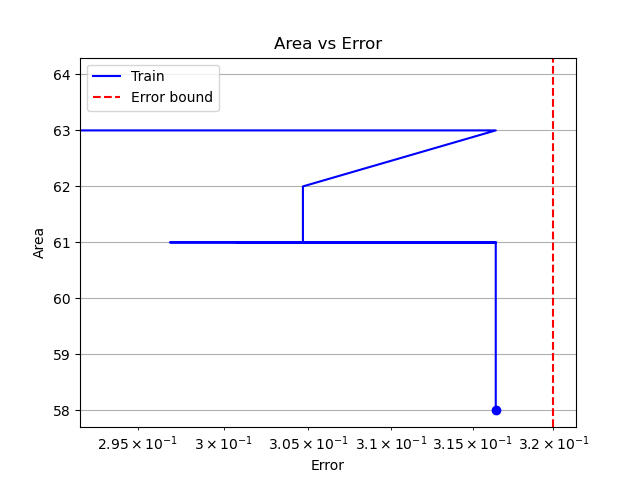 Area vs Error
Train
Error bound
64
63
62
61
60
59
58
Area
2.95 × 10⁻¹ 3 × 10⁻¹ 3.05 × 10⁻¹ 3.1 × 10⁻¹ 3.15 × 10⁻¹ 3.2 × 10⁻¹
Error